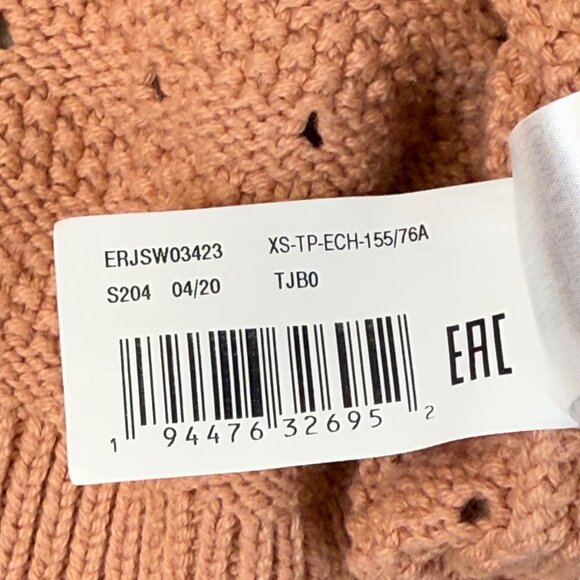 ERJSW03423 XS-TP-ECH-155/76A
S204 04/20 TJB0
EAC
1 94476 32695 2